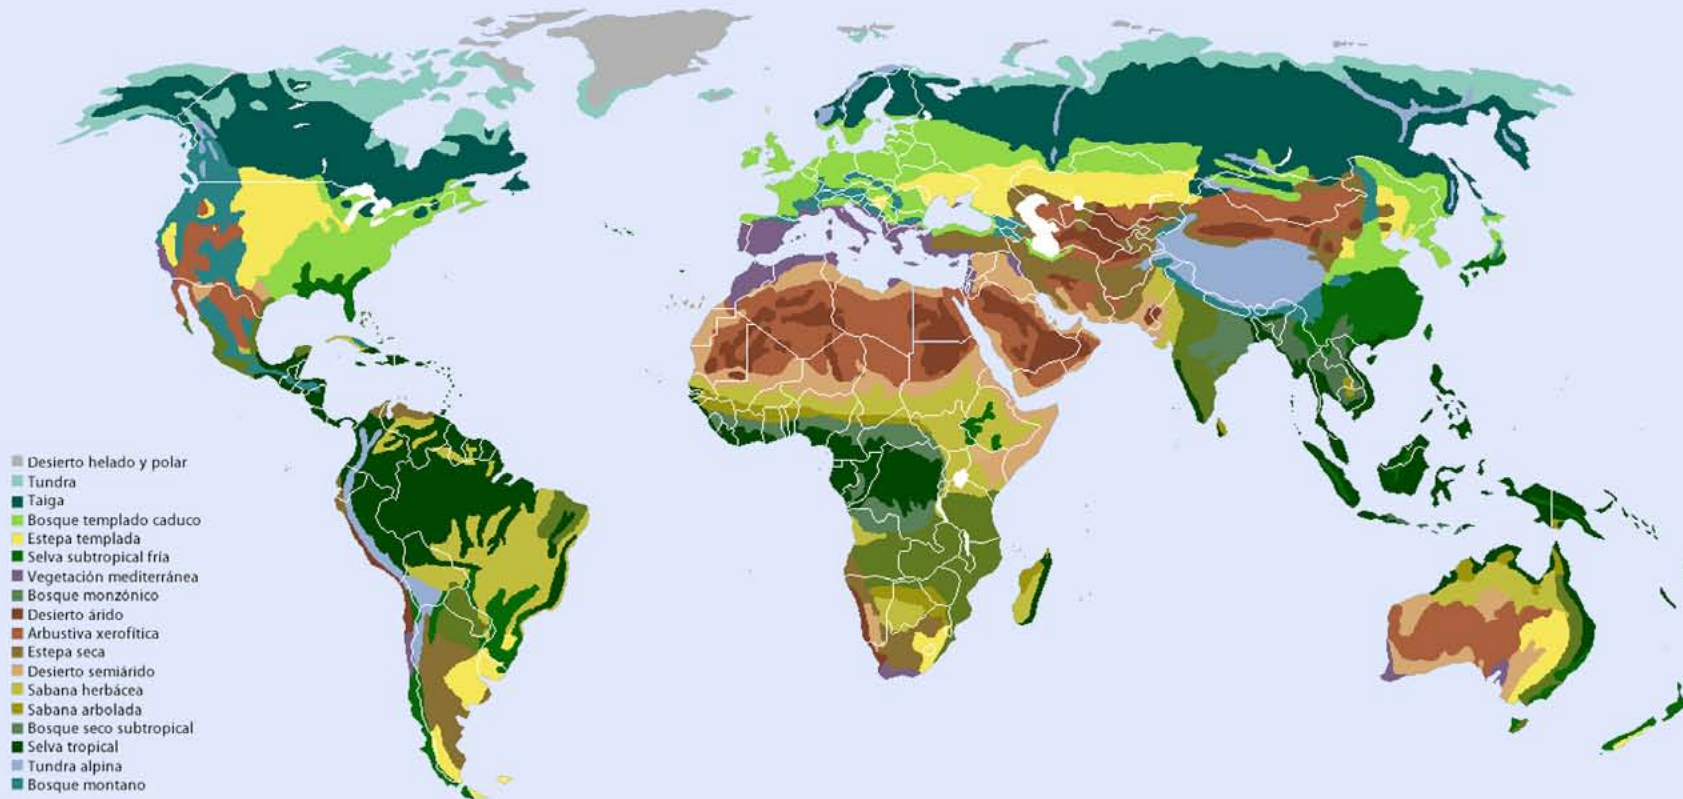 Desierto helado y polar
Tundra
Taiga
Bosque templado caduco
Estepa templada
Selva subtropical fría
Vegetación mediterránea
Bosque monzónico
Desierto árido
Arbustiva xerofítica
Estepa seca
Desierto semiárido
Sabana herbácea
Sabana arbolada
Bosque seco subtropical
Selva tropical
Tundra alpina
Bosque montano